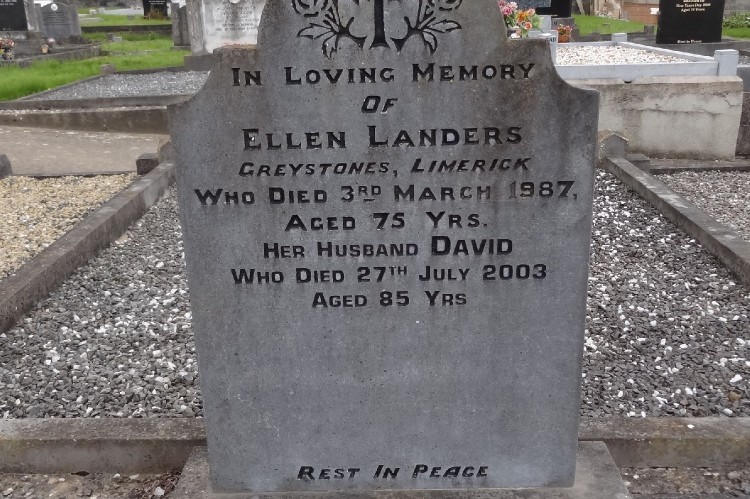 In Loving Memory
Of
Ellen Landers
Greystones, Limerick
Who Died 3RD March 1987,
Aged 75 Yrs.
Her Husband DAVID
Who Died 27TH July 2003
Aged 85 Yrs
Rest In Peace